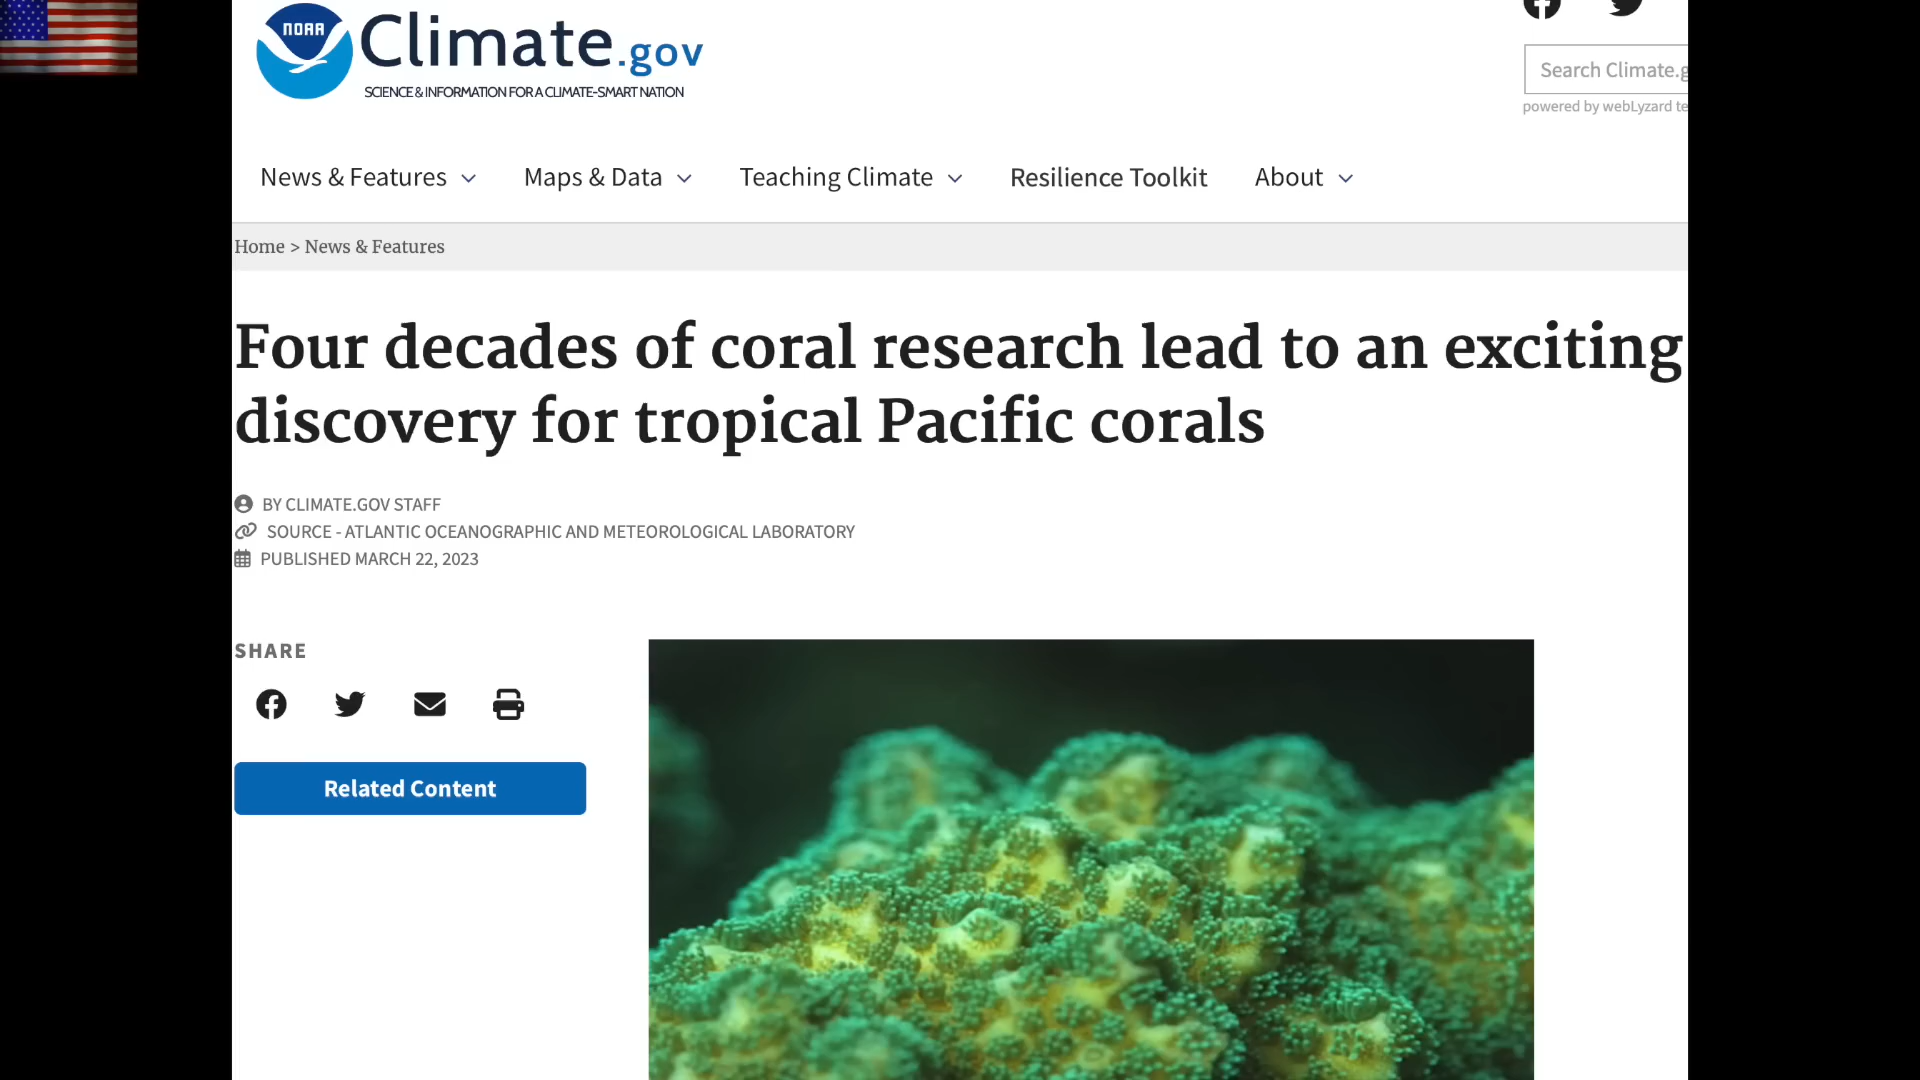 NOAA
Climate.gov
SCIENCE & INFORMATION FOR A CLIMATE-SMART NATION
Search Climate.g
powered by webLyzard te
News & Features
Maps & Data
Teaching Climate
Resilience Toolkit
About
Home > News & Features
Four decades of coral research lead to an exciting
discovery for tropical Pacific corals
BY CLIMATE.GOV STAFF
SOURCE - ATLANTIC OCEANOGRAPHIC AND METEOROLOGICAL LABORATORY
PUBLISHED MARCH 22, 2023
SHARE
Related Content